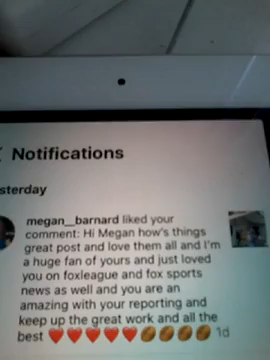 Notifications
sterday
megan__barnard liked your
comment: Hi Megan how's things
great post and love them all and I'm
a huge fan of yours and just loved
you on foxleague and fox sports
news as well and you are an
amazing with your reporting and
keep up the great work and all the
best ❤️❤️❤️❤️❤️🏉🏉🏉🏉 1d